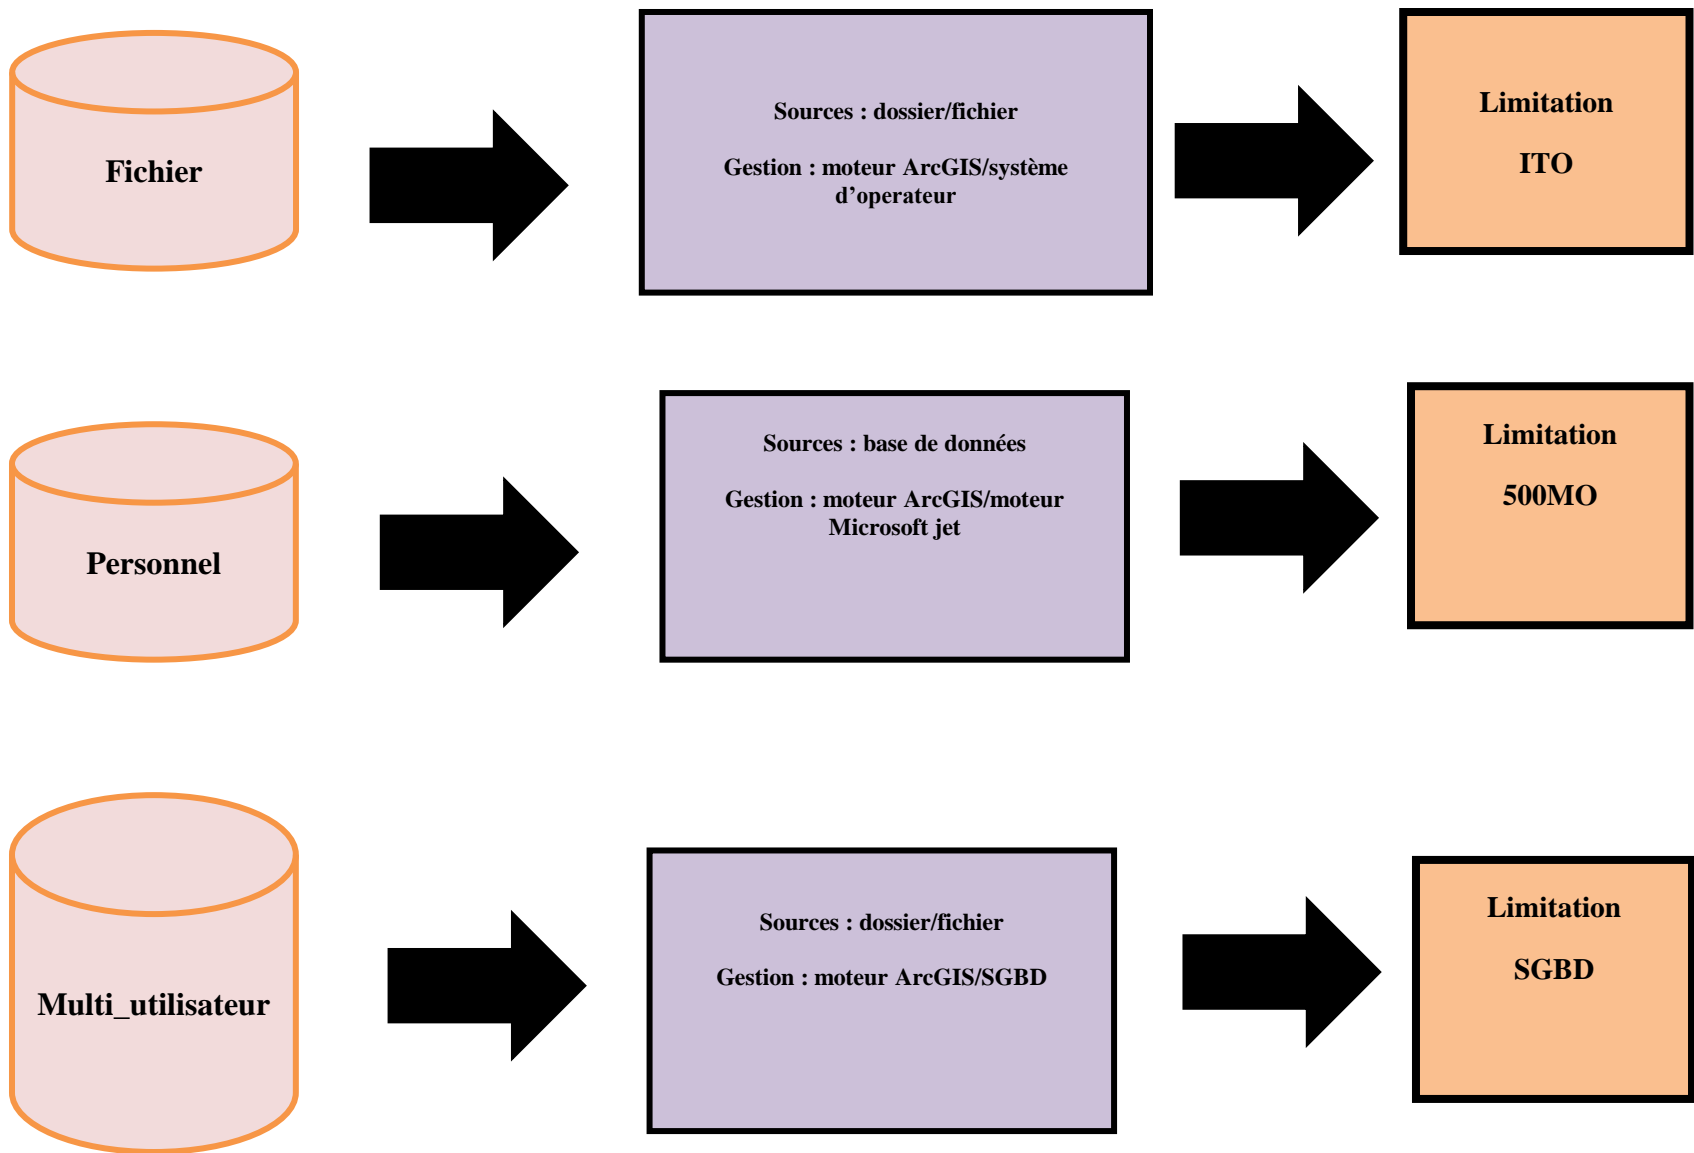 Fichier
Sources : dossier/fichier
Gestion : moteur ArcGIS/système
d’operateur
Limitation
ITO
Personnel
Sources : base de données
Gestion : moteur ArcGIS/moteur
Microsoft jet
Limitation
500MO
Multi_utilisateur
Sources : dossier/fichier
Gestion : moteur ArcGIS/SGBD
Limitation
SGBD